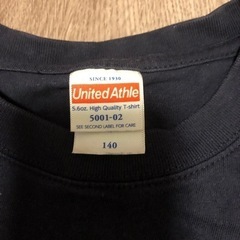 SINCE 1930
United Athle
5.6oz. High Quality T-shirt
5001-02
SEE SECOND LABEL FOR CARE
140